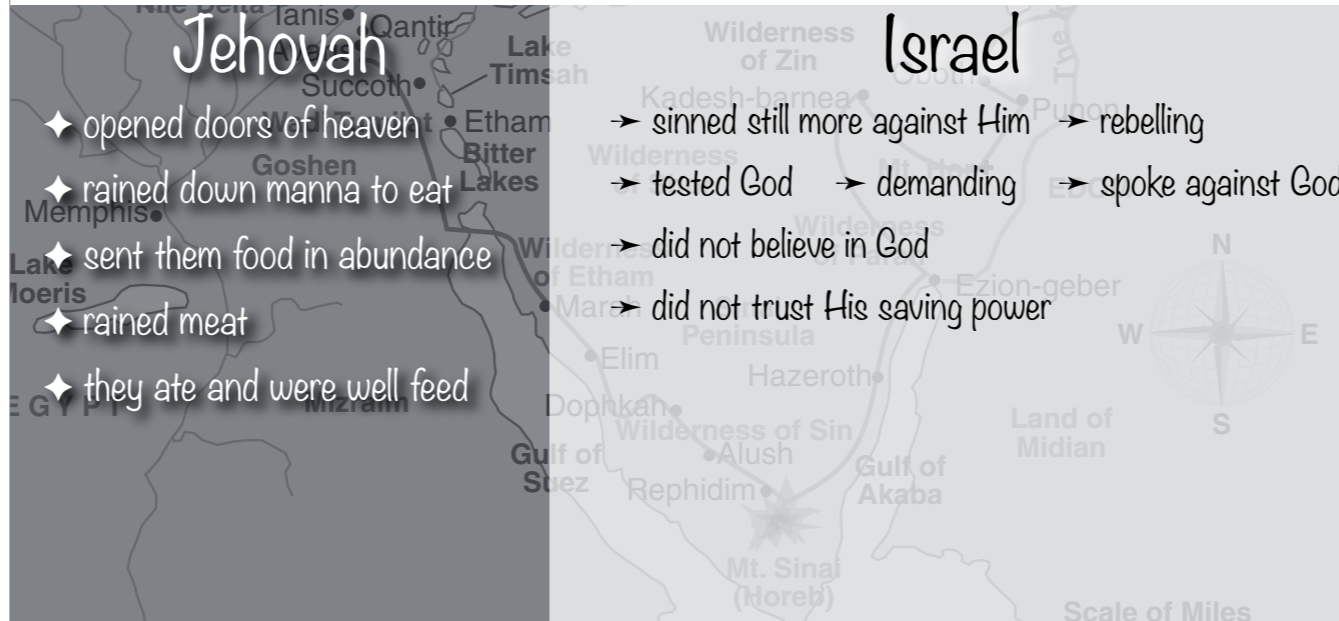 Jehovah
opened doors of heaven
rained down manna to eat
sent them food in abundance
rained meat
they ate and were well feed
Israel
sinned still more against Him rebelling
tested God demanding spoke against God
did not believe in God
did not trust His saving power
Tanis
Qantir
Succoth
Lake
Timsah
Etham
Goshen
Bitter
Lakes
Memphis
Lake
Moeris
Wilderness
of Etham
Marah
EGYPT
Mizraim
Elim
Dophkah
Wilderness of Sin
Alush
Rephidim
Gulf of
Suez
Mt. Sinai
(Horeb)
Wilderness
of Zin
Oboth
Kadesh-barnea
Punon
Wilderness
Mt. Hor
Wilderness
of Paran
Ezion-geber
Peninsula
Hazeroth
Gulf of
Akaba
Land of
Midian
N
W E
S
Scale of Miles